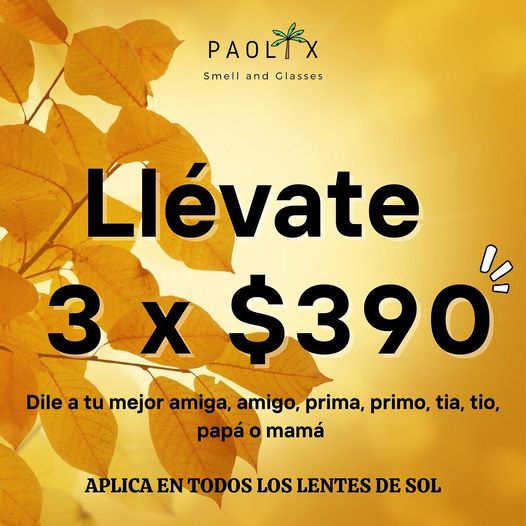 PAOLIX
Smell and Glasses
Llévate
3 x $390
Dile a tu mejor amiga, amigo, prima, primo, tia, tio,
papá o mamá
APLICA EN TODOS LOS LENTES DE SOL